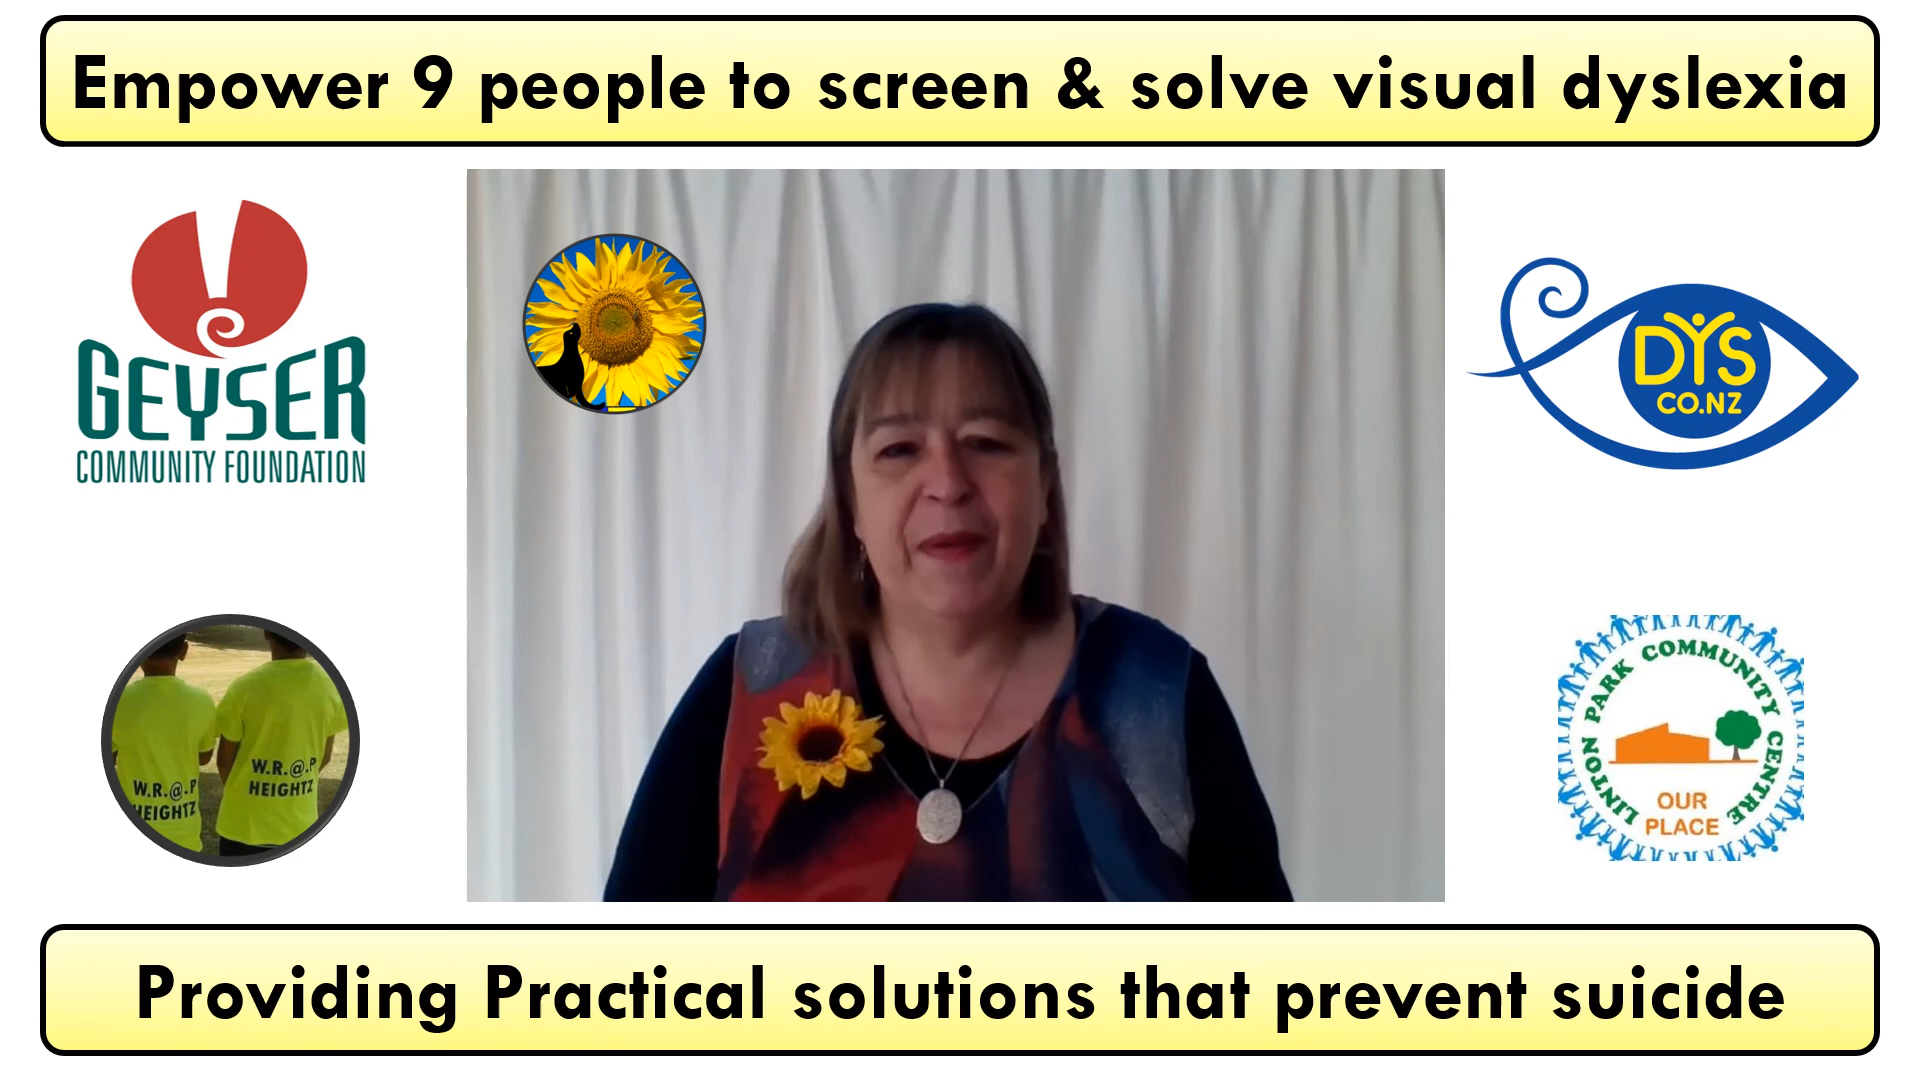 Empower 9 people to screen & solve visual dyslexia
GEYSER
COMMUNITY FOUNDATION
DYS
CO.NZ
W.R.@.P
HEIGHTZ
W.R.@.P
HEIGHTZ
LINTON PARK COMMUNITY CENTRE
OUR
PLACE
Providing Practical solutions that prevent suicide